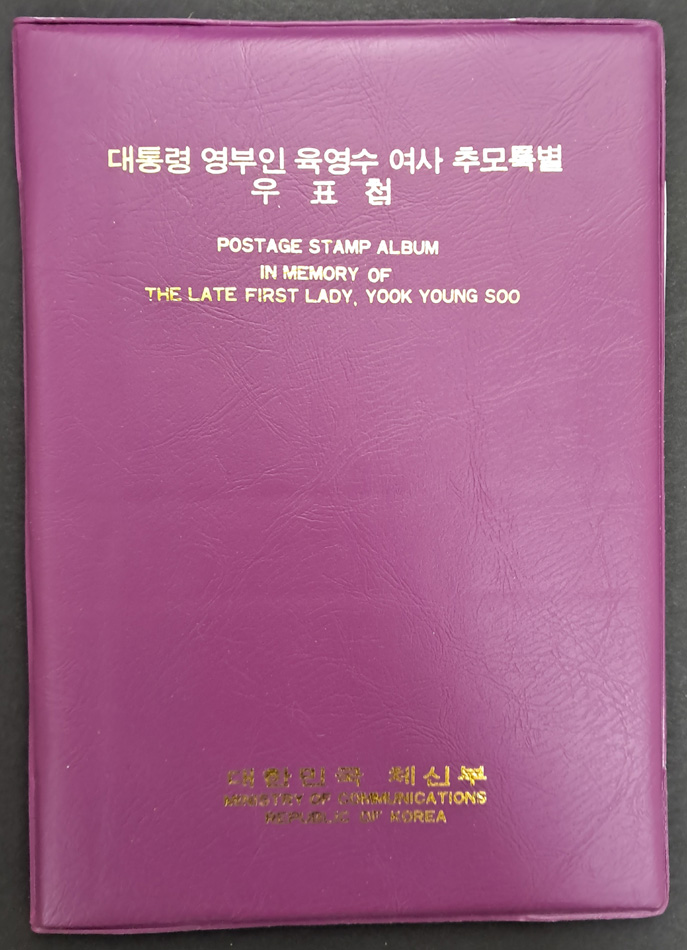 대통령 영부인 육영수 여사 추모특별
우 표 첩
POSTAGE STAMP ALBUM
IN MEMORY OF
THE LATE FIRST LADY, YOOK YOUNG SOO
대한민국 체신부
MINISTRY OF COMMUNICATIONS
REPUBLIC OF KOREA